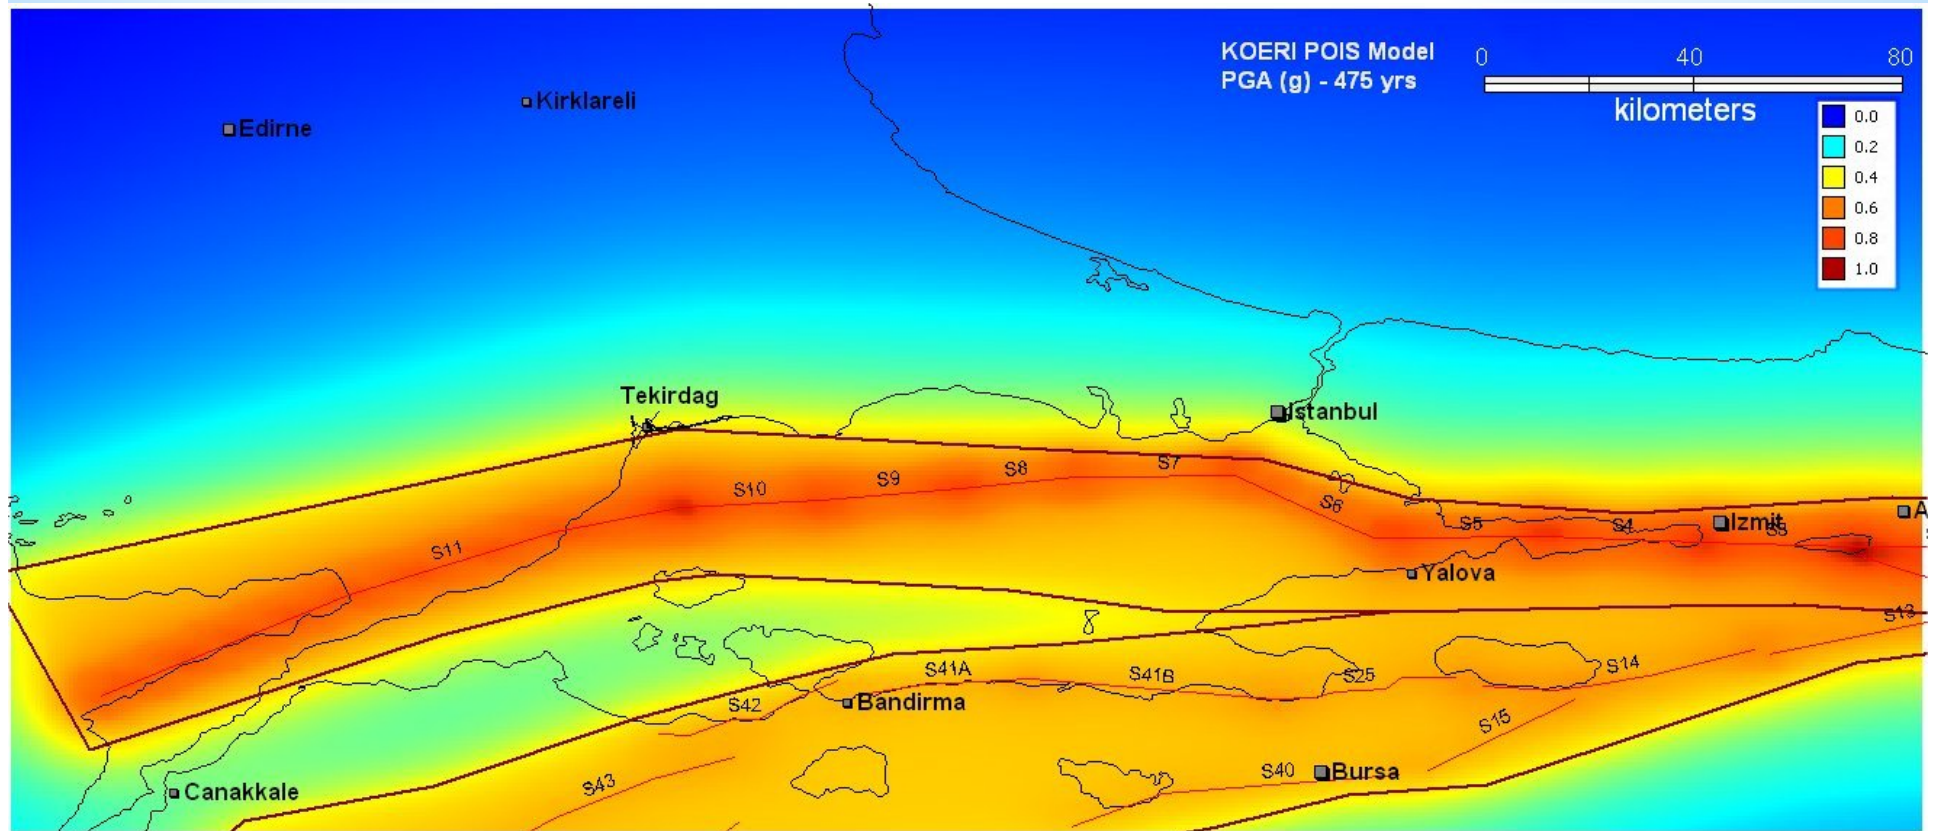 KOERI POIS Model
PGA (g) - 475 yrs
0 40 80
kilometers
0.0
0.2
0.4
0.6
0.8
1.0
Kirklareli
Edirne
Tekirdag
Istanbul
S7
S8
S9
S10
S6
S11
S5
S4
Izmit
S3
A
Yalova
S13
S41A
S41B
S25
S14
S42
Bandirma
S15
S43
S40
Bursa
Canakkale